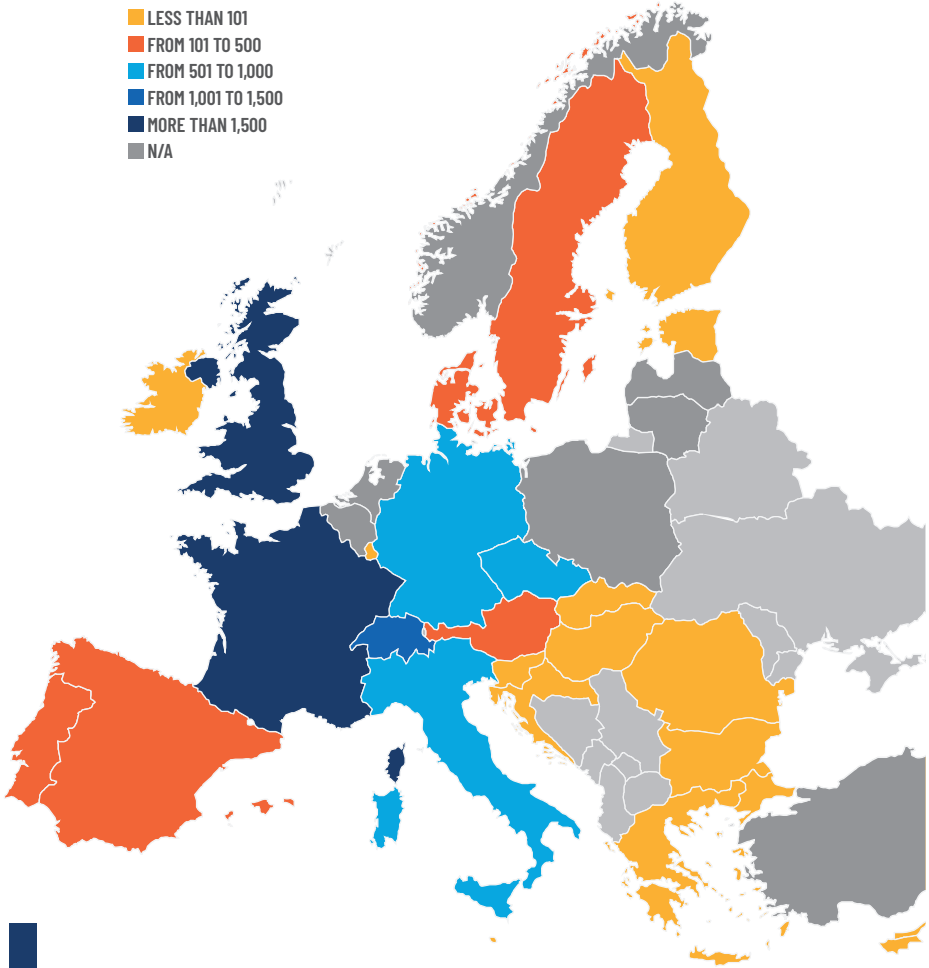 LESS THAN 101
FROM 101 TO 500
FROM 501 TO 1,000
FROM 1,001 TO 1,500
MORE THAN 1,500
N/A